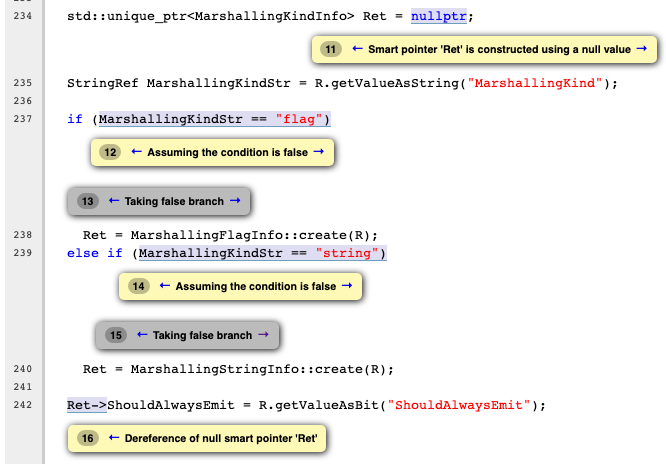 234 std::unique_ptr<MarshallingKindInfo> Ret = nullptr;
11 ← Smart pointer 'Ret' is constructed using a null value →
235 StringRef MarshallingKindStr = R.getValueAsString("MarshallingKind");
236
237 if (MarshallingKindStr == "flag")
12 ← Assuming the condition is false →
13 ← Taking false branch →
238 Ret = MarshallingFlagInfo::create(R);
239 else if (MarshallingKindStr == "string")
14 ← Assuming the condition is false →
15 ← Taking false branch →
240 Ret = MarshallingStringInfo::create(R);
241
242 Ret->ShouldAlwaysEmit = R.getValueAsBit("ShouldAlwaysEmit");
16 ← Dereference of null smart pointer 'Ret'